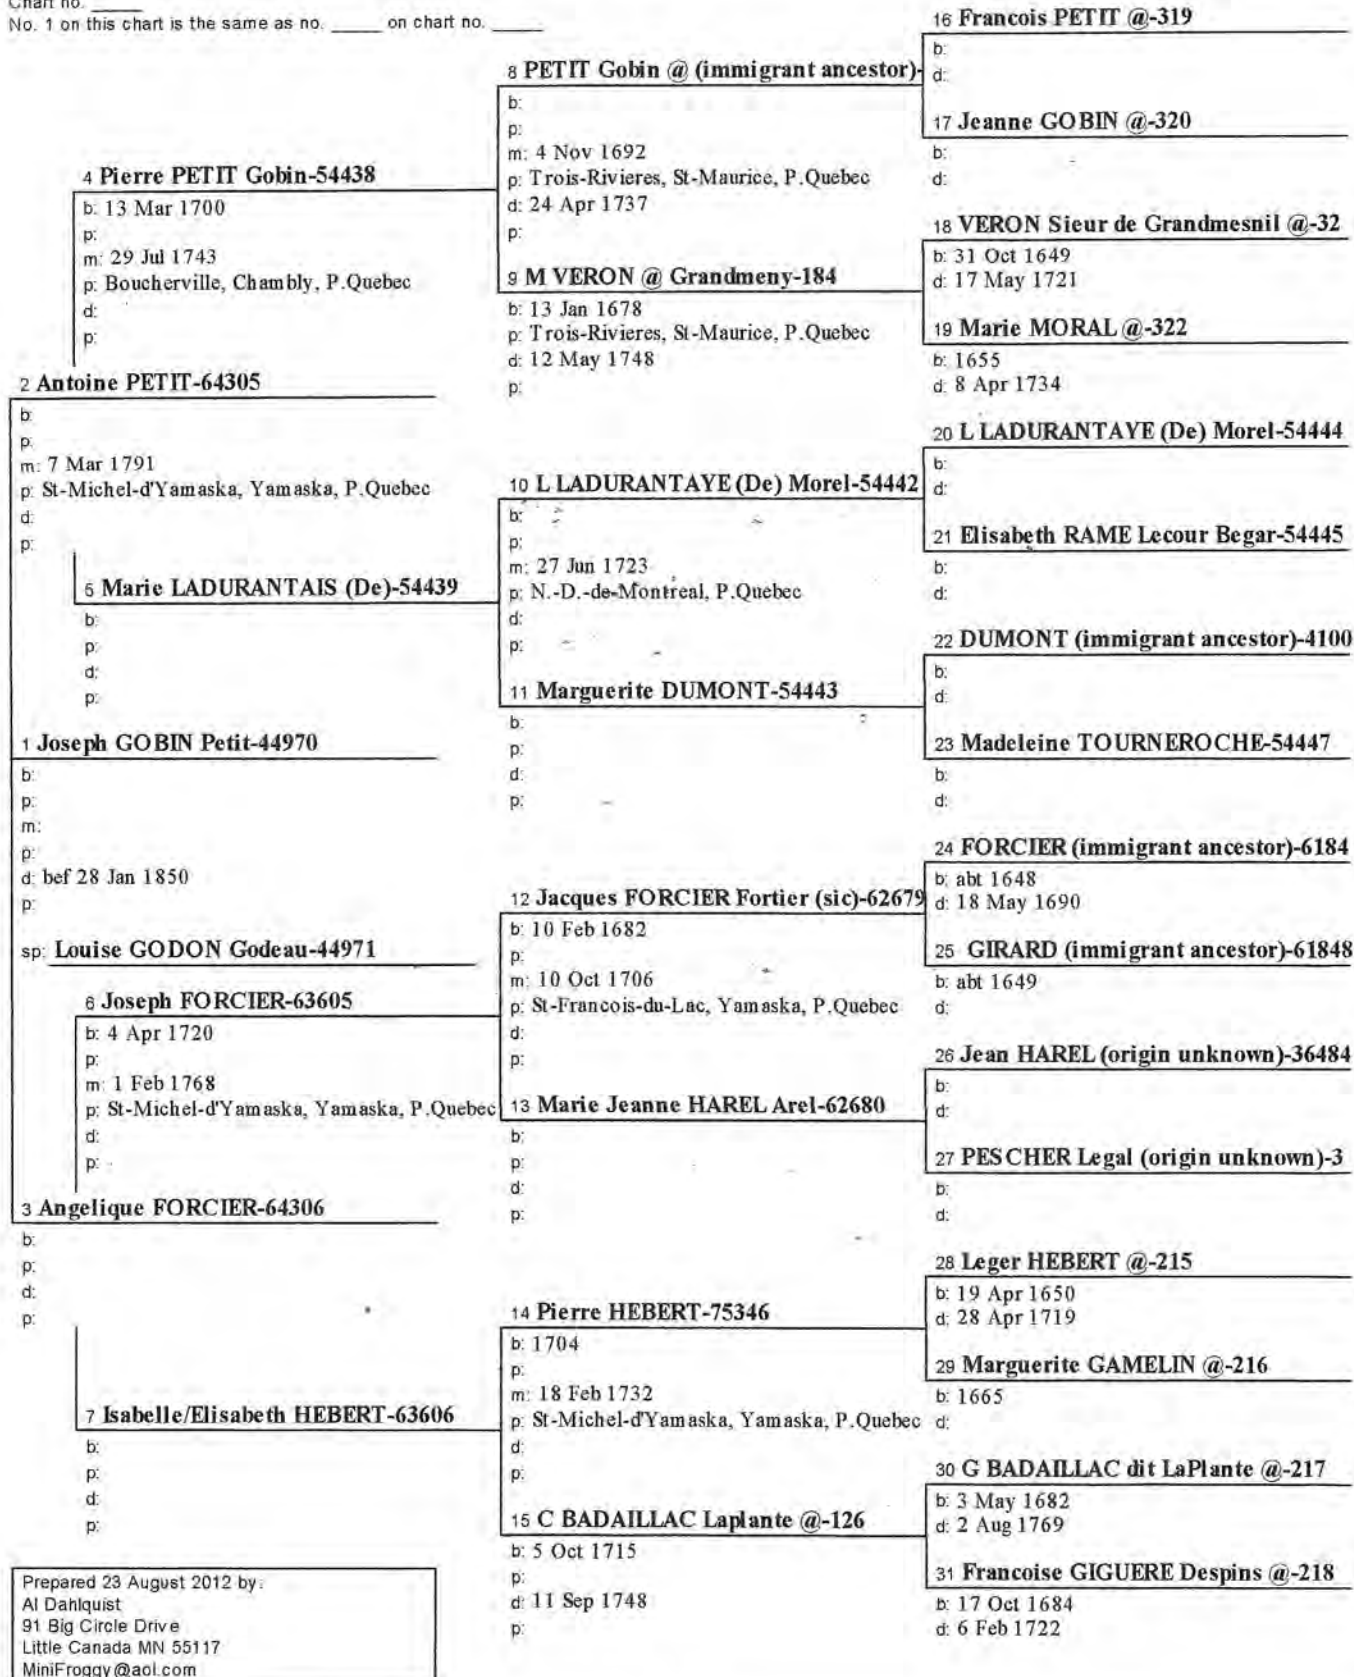 Chart no. _____
No. 1 on this chart is the same as no. _____ on chart no. _____
16 Francois PETIT @-319
b:
d:
8 PETIT Gobin @ (immigrant ancestor)-
b:
p:
m: 4 Nov 1692
p: Trois-Rivieres, St-Maurice, P.Quebec
d: 24 Apr 1737
p:
17 Jeanne GOBIN @-320
b:
d:
4 Pierre PETIT Gobin-54438
b: 13 Mar 1700
p:
m: 29 Jul 1743
p: Boucherville, Chambly, P.Quebec
d:
p:
18 VERON Sieur de Grandmesnil @-32
b: 31 Oct 1649
d: 17 May 1721
9 M VERON @ Grandmeny-184
b: 13 Jan 1678
p: Trois-Rivieres, St-Maurice, P.Quebec
d: 12 May 1748
p:
19 Marie MORAL @-322
b: 1655
d: 8 Apr 1734
2 Antoine PETIT-64305
b:
p:
m: 7 Mar 1791
p: St-Michel-d'Yamaska, Yamaska, P.Quebec
d:
p:
20 L LADURANTAYE (De) Morel-54444
b:
d:
10 L LADURANTAYE (De) Morel-54442
b:
p:
m: 27 Jun 1723
p: N.-D.-de-Montreal, P.Quebec
d:
p:
21 Elisabeth RAME Lecour Begar-54445
b:
d:
5 Marie LADURANTAIS (De)-54439
b:
p:
d:
p:
22 DUMONT (immigrant ancestor)-4100
b:
d:
11 Marguerite DUMONT-54443
b:
p:
d:
p:
23 Madeleine TOURNEROCHE-54447
b:
d:
1 Joseph GOBIN Petit-44970
b:
p:
m:
p:
d: bef 28 Jan 1850
p:
sp: Louise GODON Godeau-44971
24 FORCIER (immigrant ancestor)-6184
b: abt 1648
d: 18 May 1690
12 Jacques FORCIER Fortier (sic)-62679
b: 10 Feb 1682
p:
m: 10 Oct 1706
p: St-Francois-du-Lac, Yamaska, P.Quebec
d:
p:
25 GIRARD (immigrant ancestor)-61848
b: abt 1649
d:
6 Joseph FORCIER-63605
b: 4 Apr 1720
p:
m: 1 Feb 1768
p: St-Michel-d'Yamaska, Yamaska, P.Quebec
d:
p:
26 Jean HAREL (origin unknown)-36484
b:
d:
13 Marie Jeanne HAREL Arel-62680
b:
p:
d:
p:
27 PESCHER Legal (origin unknown)-3
b:
d:
3 Angelique FORCIER-64306
b:
p:
d:
p:
28 Leger HEBERT @-215
b: 19 Apr 1650
d: 28 Apr 1719
14 Pierre HEBERT-75346
b: 1704
p:
m: 18 Feb 1732
p: St-Michel-d'Yamaska, Yamaska, P.Quebec
d:
p:
29 Marguerite GAMELIN @-216
b: 1665
d:
7 Isabelle/Elisabeth HEBERT-63606
b:
p:
d:
p:
30 G BADAILLAC dit LaPlante @-217
b: 3 May 1682
d: 2 Aug 1769
15 C BADAILLAC Laplante @-126
b: 5 Oct 1715
p:
d: 11 Sep 1748
p:
31 Francoise GIGUERE Despins @-218
b: 17 Oct 1684
d: 6 Feb 1722
Prepared 23 August 2012 by:
Al Dahlquist
91 Big Circle Drive
Little Canada MN 55117
MiniFroggy@aol.com